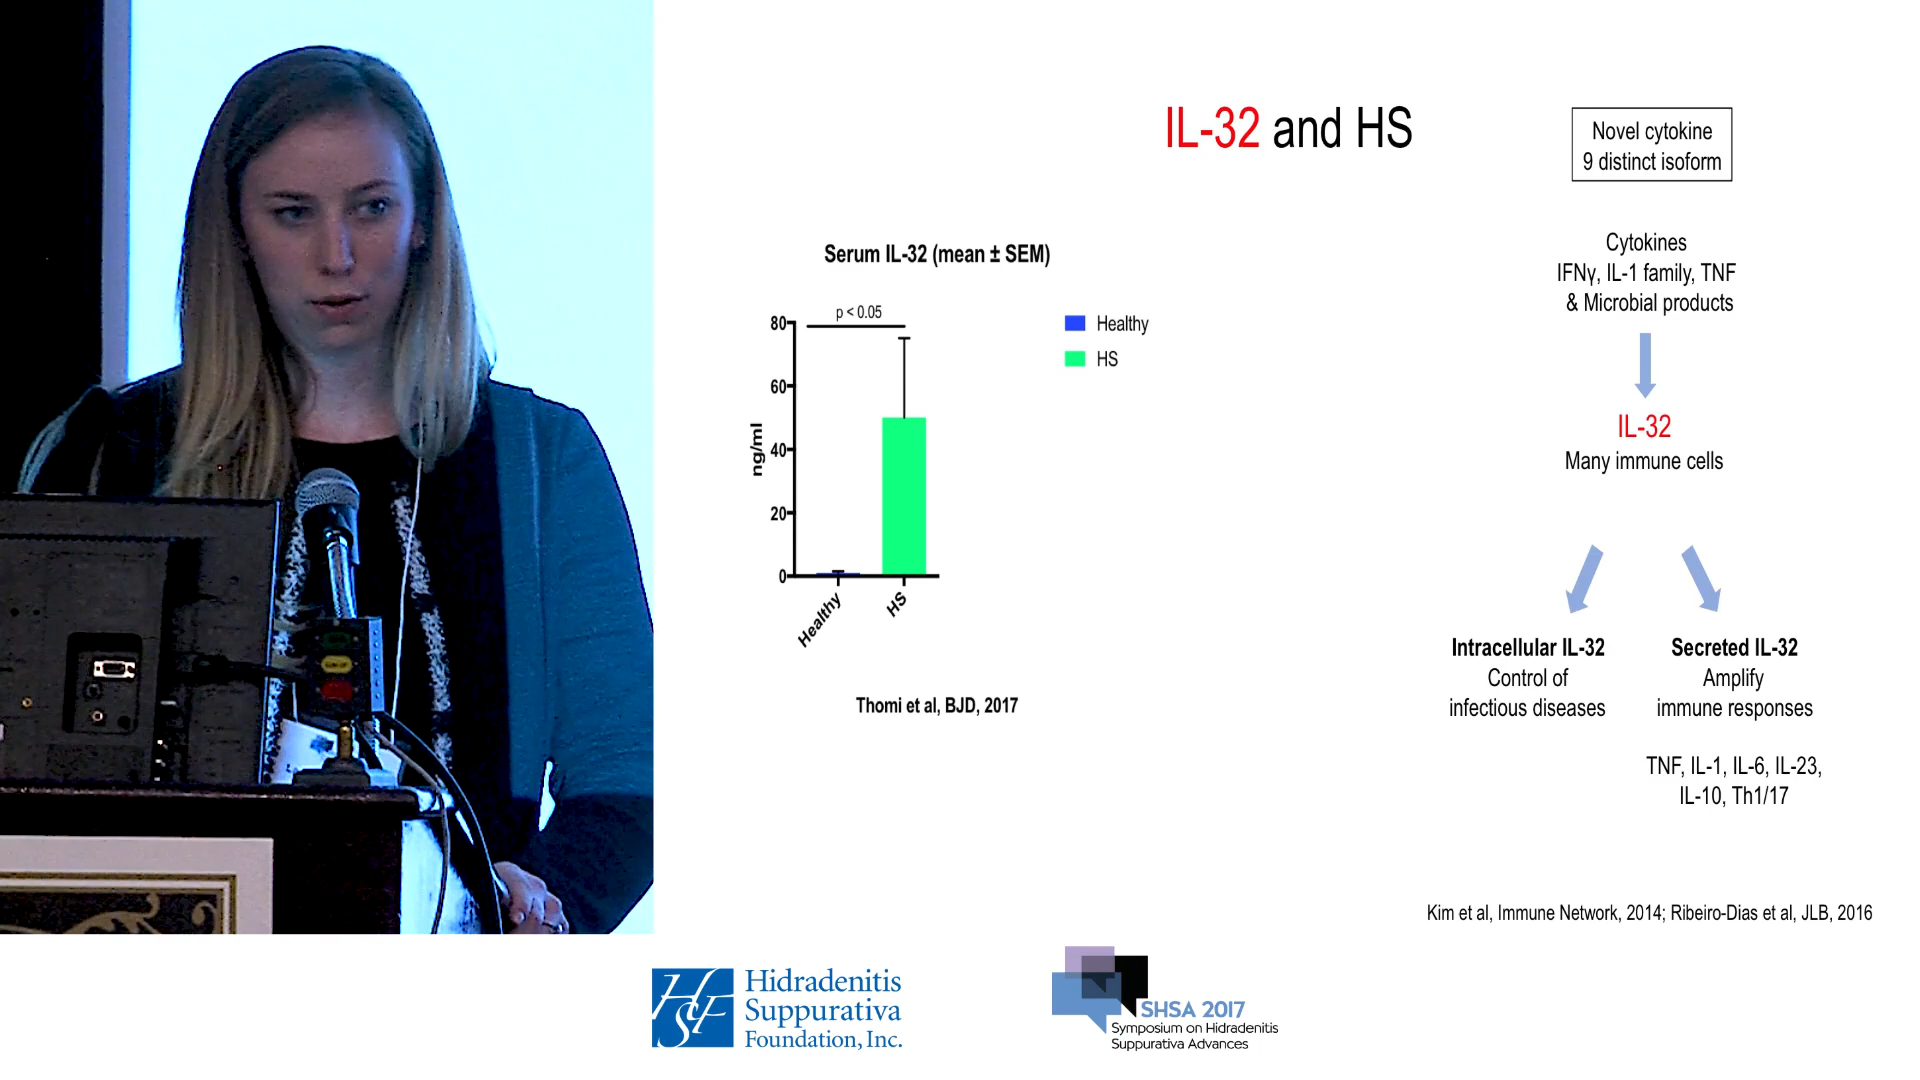 IL-32 and HS
Novel cytokine
9 distinct isoform
Serum IL-32 (mean ± SEM)
p < 0.05
80
60
40
20
0
ng/ml
Healthy
HS
Healthy
HS
Thomi et al, BJD, 2017
Cytokines
IFNγ, IL-1 family, TNF
& Microbial products
IL-32
Many immune cells
Intracellular IL-32
Control of
infectious diseases
Secreted IL-32
Amplify
immune responses
TNF, IL-1, IL-6, IL-23,
IL-10, Th1/17
Kim et al, Immune Network, 2014; Ribeiro-Dias et al, JLB, 2016
HSF
Hidradenitis
Suppurativa
Foundation, Inc.
SHSA 2017
Symposium on Hidradenitis
Suppurativa Advances